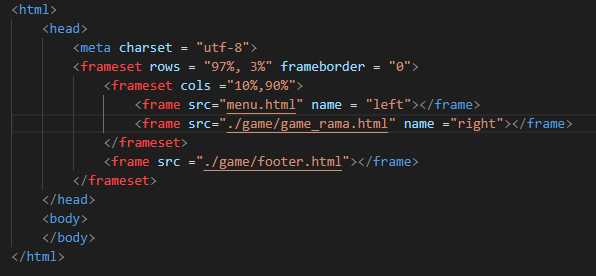 <html>
<head>
<meta charset = "utf-8">
<frameset rows = "97%, 3%" frameborder = "0">
<frameset cols ="10%,90%">
<frame src="menu.html" name = "left"></frame>
<frame src="./game/game_rama.html" name ="right"></frame>
</frameset>
<frame src ="./game/footer.html"></frame>
</frameset>
</head>
<body>
</body>
</html>